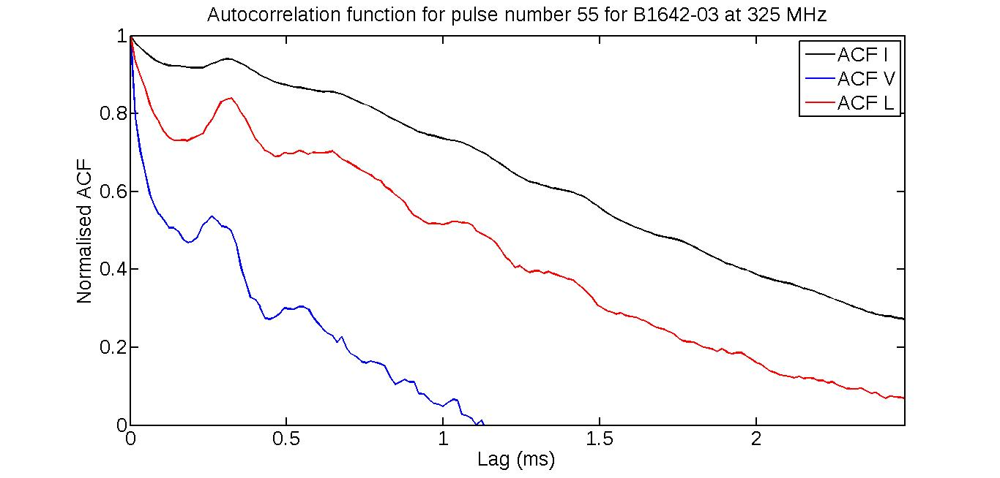 Autocorrelation function for pulse number 55 for B1642-03 at 325 MHz
ACF I
ACF V
ACF L
Normalised ACF
1
0.8
0.6
0.4
0.2
0
0
0.5
1
1.5
2
Lag (ms)